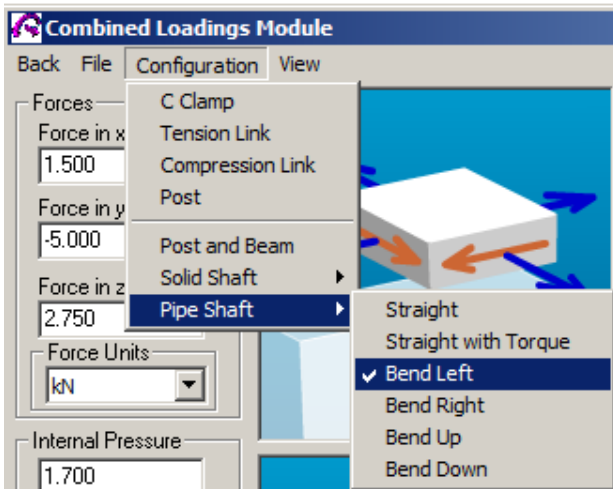 Combined Loadings Module
Back File Configuration View
Forces
Force in x
1.500
Force in y
-5.000
Force in z
2.750
Force Units
kN
Internal Pressure
1.700
C Clamp
Tension Link
Compression Link
Post
Post and Beam
Solid Shaft
Pipe Shaft
Straight
Straight with Torque
Bend Left
Bend Right
Bend Up
Bend Down